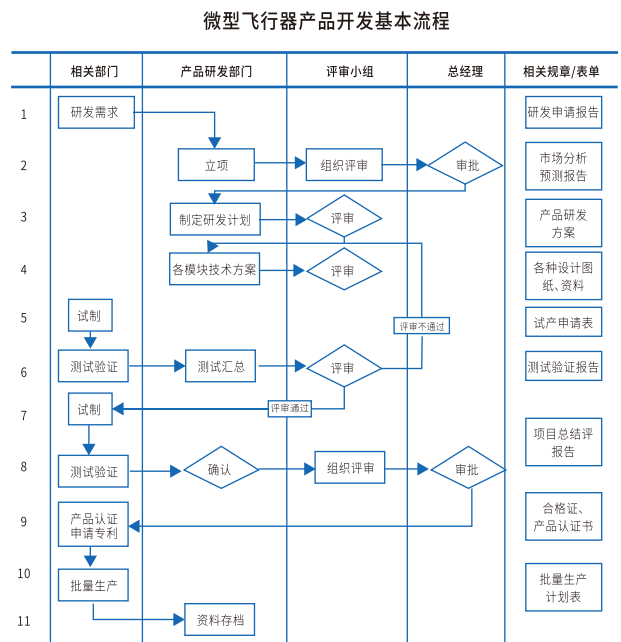 微型飞行器产品开发基本流程
相关部门 产品研发部门 评审小组 总经理 相关规章/表单
1 研发需求 研发申请报告
2 立项 组织评审 审批 市场分析
预测报告
3 制定研发计划 评审 产品研发
方案
4 各模块技术方案 评审 各种设计图
纸、资料
5 试制 评审不通过 试产申请表
6 测试验证 测试汇总 评审 测试验证报告
7 试制 评审通过
8 测试验证 确认 组织评审 审批 项目总结评
报告
9 产品认证
申请专利 合格证、
产品认证书
10 批量生产 批量生产
计划表
11 资料存档